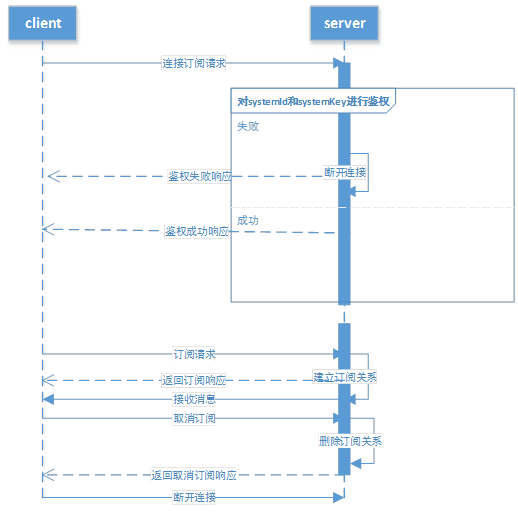 client
server
连接订阅请求
对systemId和systemKey进行鉴权
失败
断开连接
鉴权失败响应
成功
鉴权成功响应
订阅请求
建立订阅关系
返回订阅响应
接收消息
取消订阅
删除订阅关系
返回取消订阅响应
断开连接